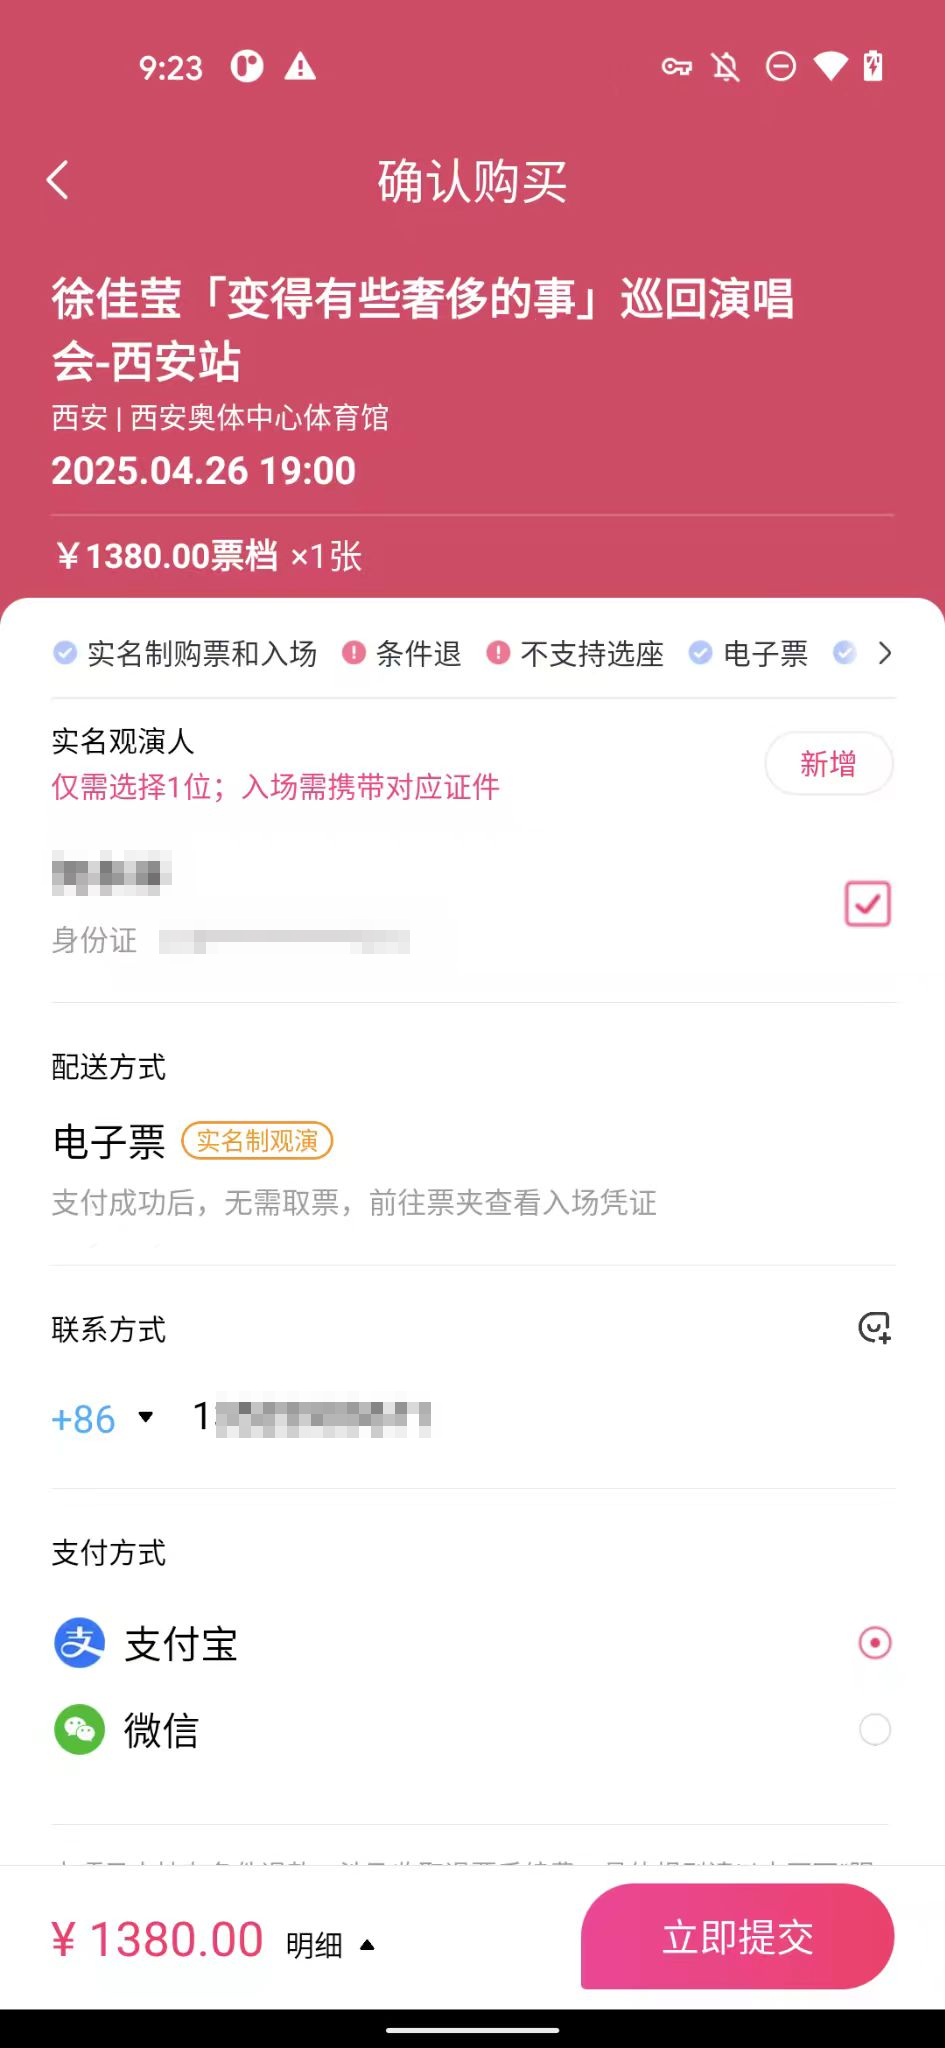 9:23
确认购买
徐佳莹「变得有些奢侈的事」巡回演唱
会-西安站
西安 | 西安奥体中心体育馆
2025.04.26 19:00
￥1380.00票档 ×1张
实名制购票和入场 条件退 不支持选座 电子票
实名观演人
仅需选择1位；入场需携带对应证件
新增
身份证
配送方式
电子票 实名制观演
支付成功后，无需取票，前往票夹查看入场凭证
联系方式
+86 1
支付方式
支付宝
微信
¥ 1380.00 明细
立即提交